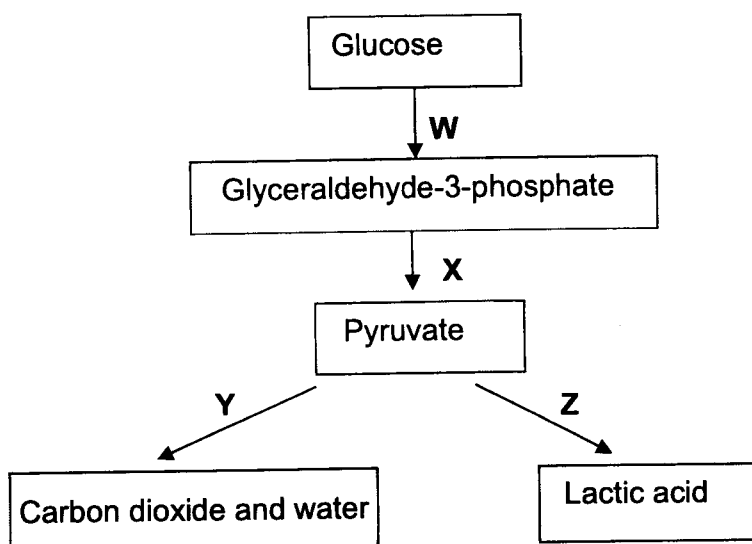 Glucose
W
Glyceraldehyde-3-phosphate
X
Pyruvate
Y
Z
Carbon dioxide and water
Lactic acid